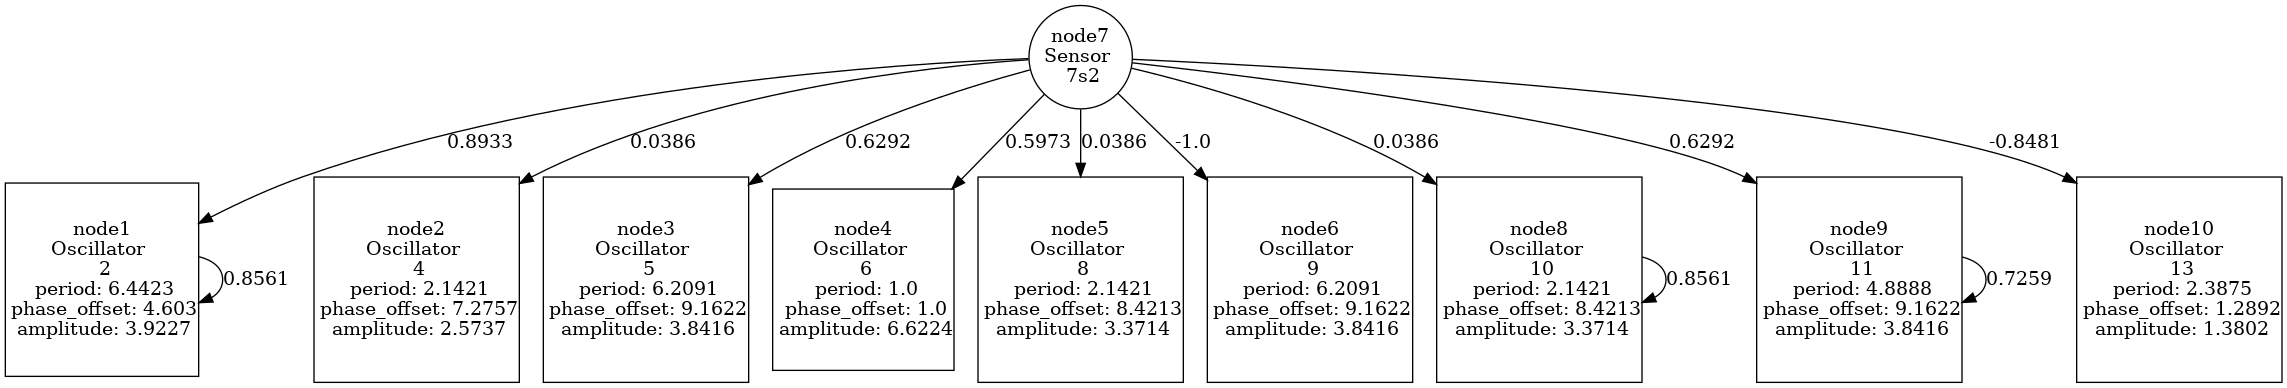 node7
Sensor
7s2
0.8933
0.0386
0.6292
0.5973
0.0386
-1.0
0.0386
0.6292
-0.8481
node1
Oscillator
2
period: 6.4423
phase_offset: 4.603
amplitude: 3.9227
0.8561
node2
Oscillator
4
period: 2.1421
phase_offset: 7.2757
amplitude: 2.5737
node3
Oscillator
5
period: 6.2091
phase_offset: 9.1622
amplitude: 3.8416
node4
Oscillator
6
period: 1.0
phase_offset: 1.0
amplitude: 6.6224
node5
Oscillator
8
period: 2.1421
phase_offset: 8.4213
amplitude: 3.3714
node6
Oscillator
9
period: 6.2091
phase_offset: 9.1622
amplitude: 3.8416
node8
Oscillator
10
period: 2.1421
phase_offset: 8.4213
amplitude: 3.3714
0.8561
node9
Oscillator
11
period: 4.8888
phase_offset: 9.1622
amplitude: 3.8416
0.7259
node10
Oscillator
13
period: 2.3875
phase_offset: 1.2892
amplitude: 1.3802